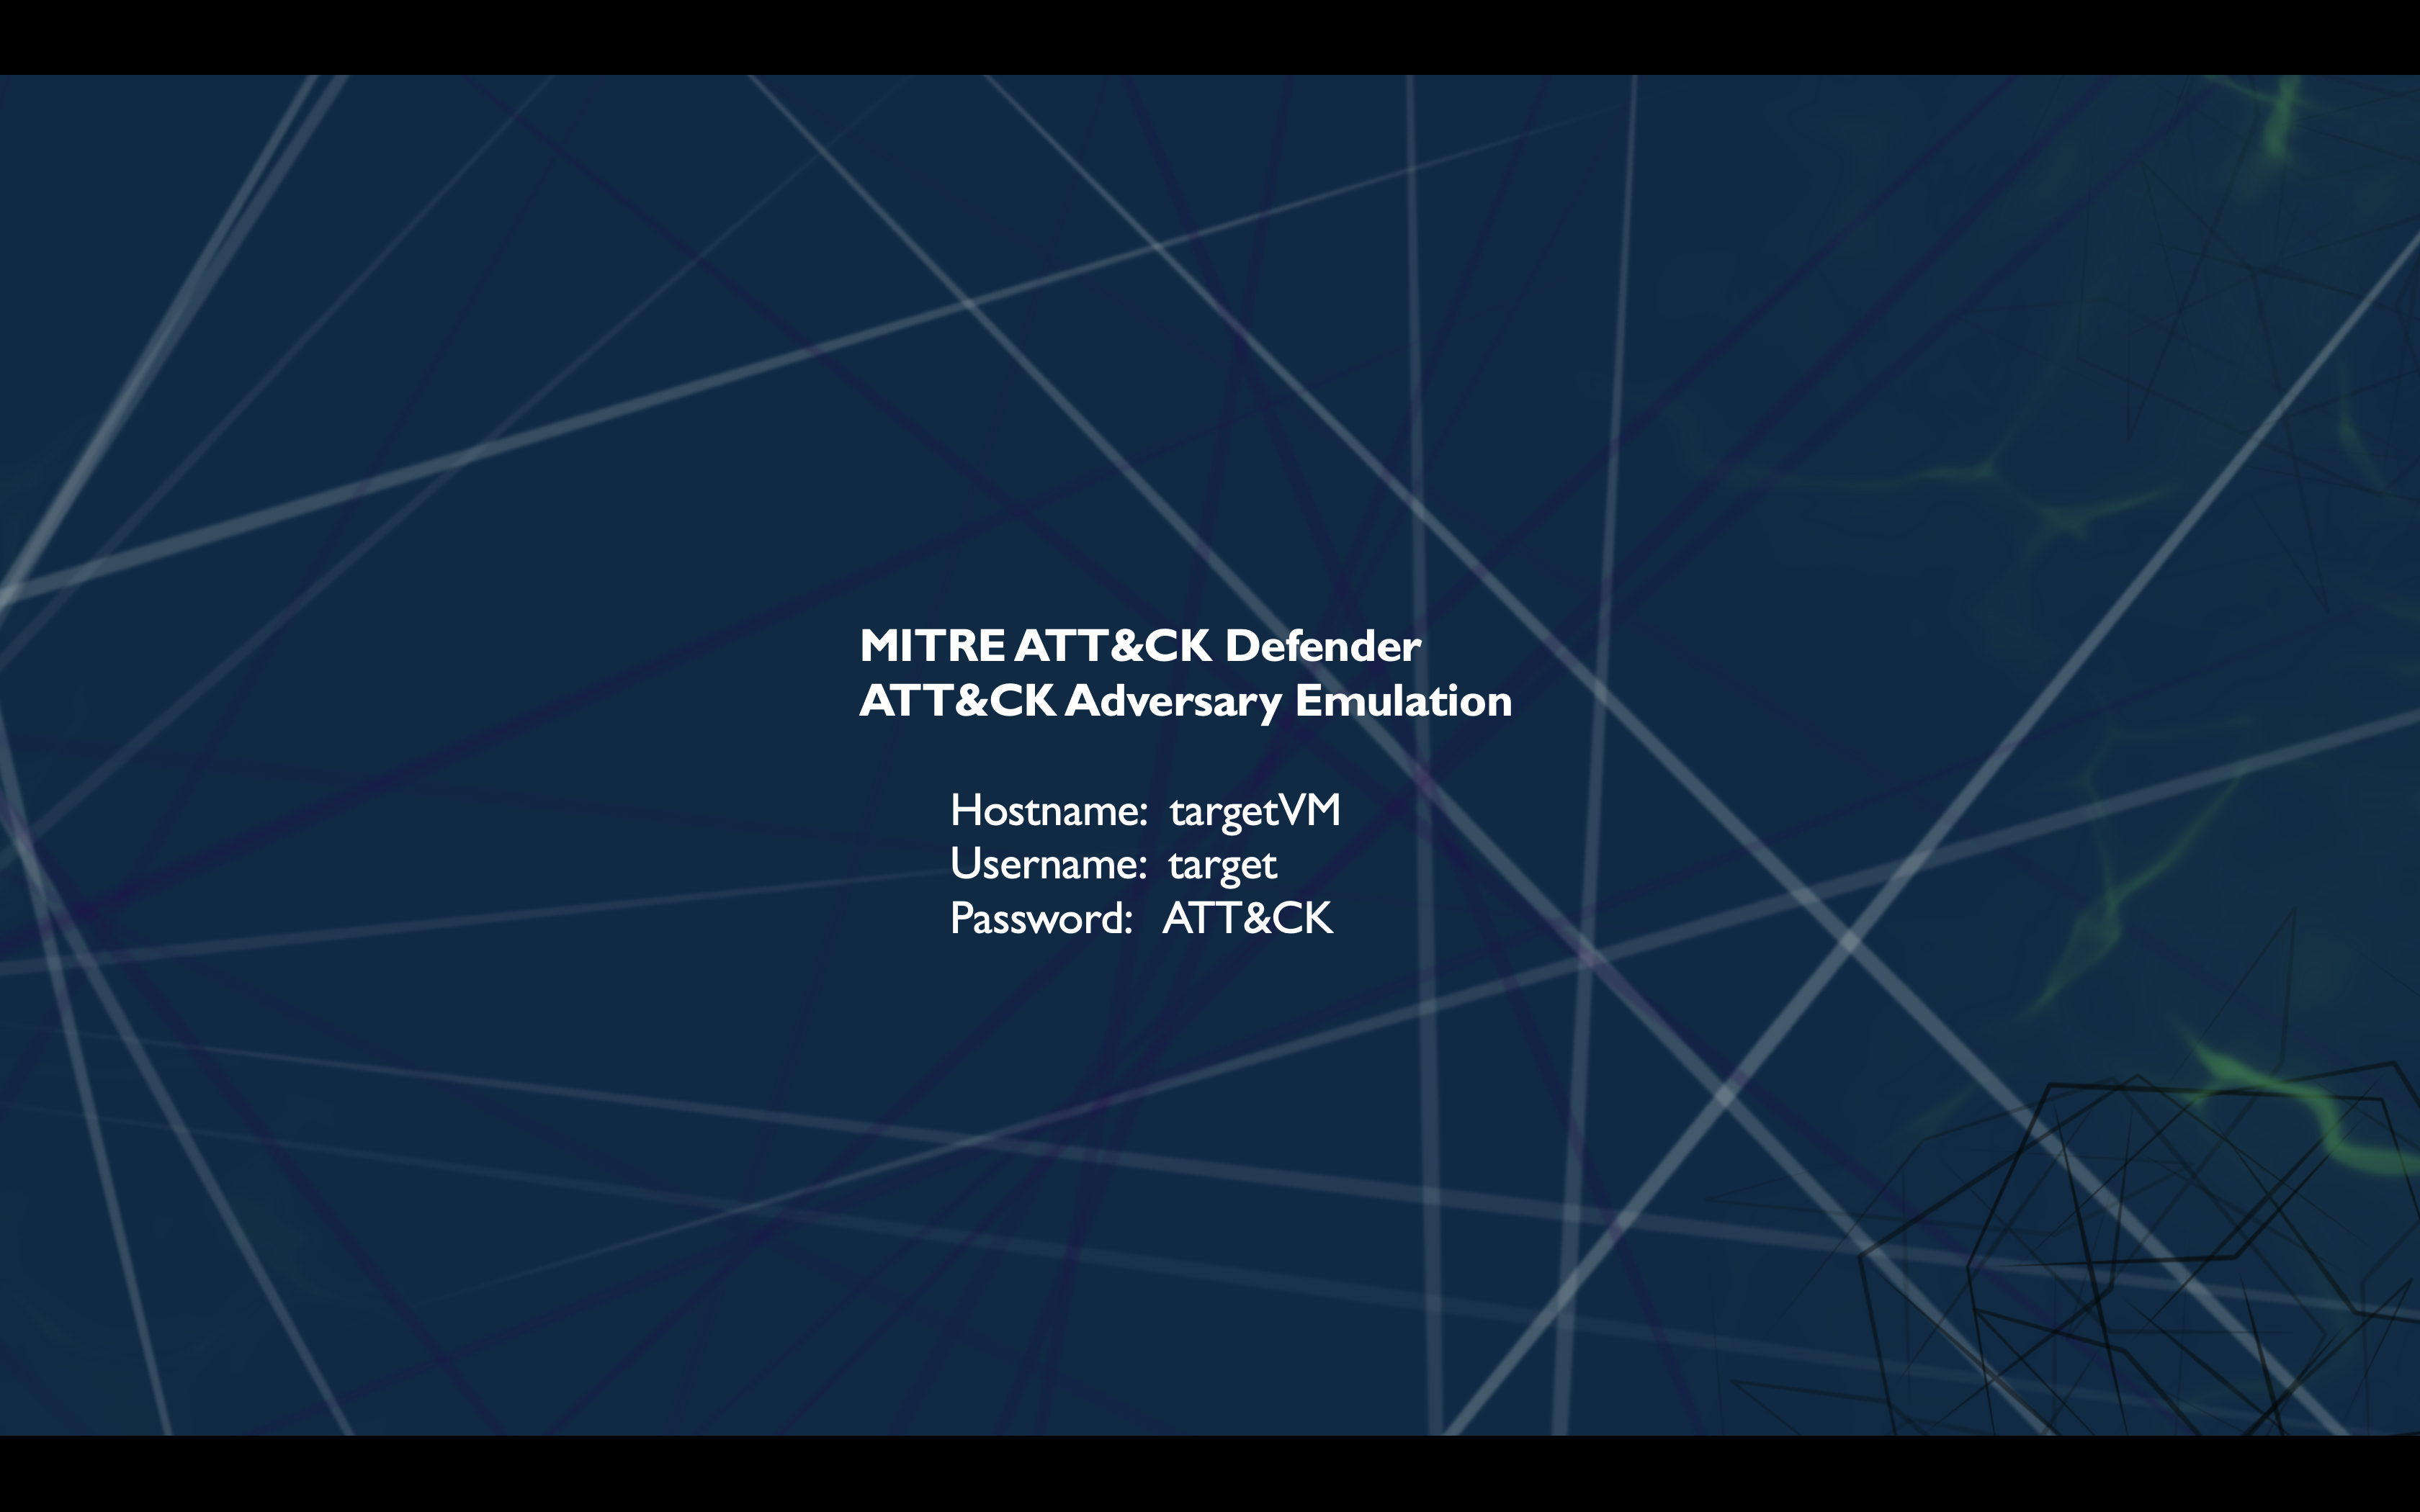 MITRE ATT&CK Defender
ATT&CK Adversary Emulation
Hostname: targetVM
Username: target
Password: ATT&CK